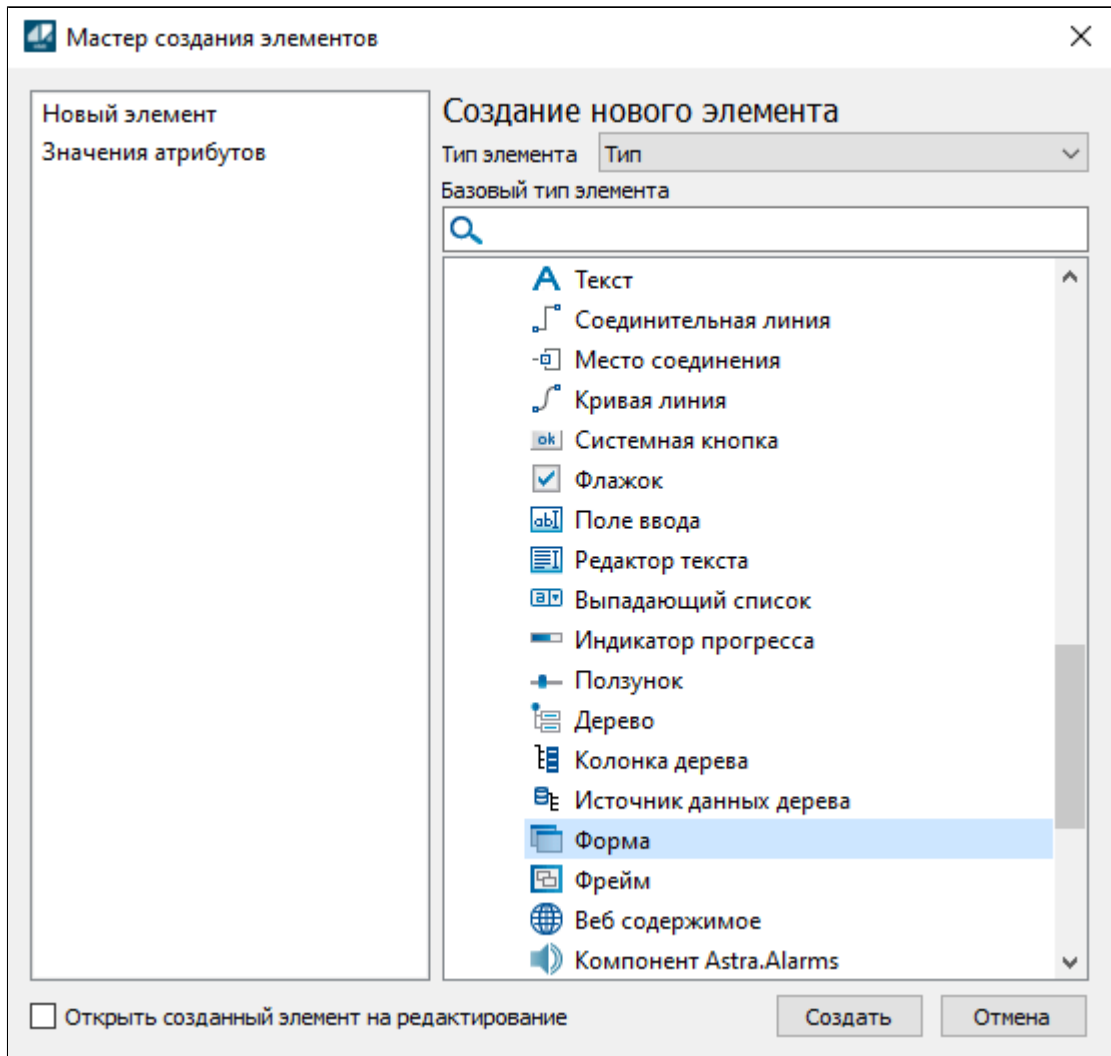 Мастер создания элементов
Новый элемент
Значения атрибутов
Создание нового элемента
Тип элемента Тип
Базовый тип элемента
Текст
Соединительная линия
Место соединения
Кривая линия
ok Системная кнопка
Флажок
ab Поле ввода
Редактор текста
a Выпадающий список
Индикатор прогресса
Ползунок
Дерево
Колонка дерева
Источник данных дерева
Форма
Фрейм
Веб содержимое
Компонент Astra.Alarms
Открыть созданный элемент на редактирование
Создать
Отмена